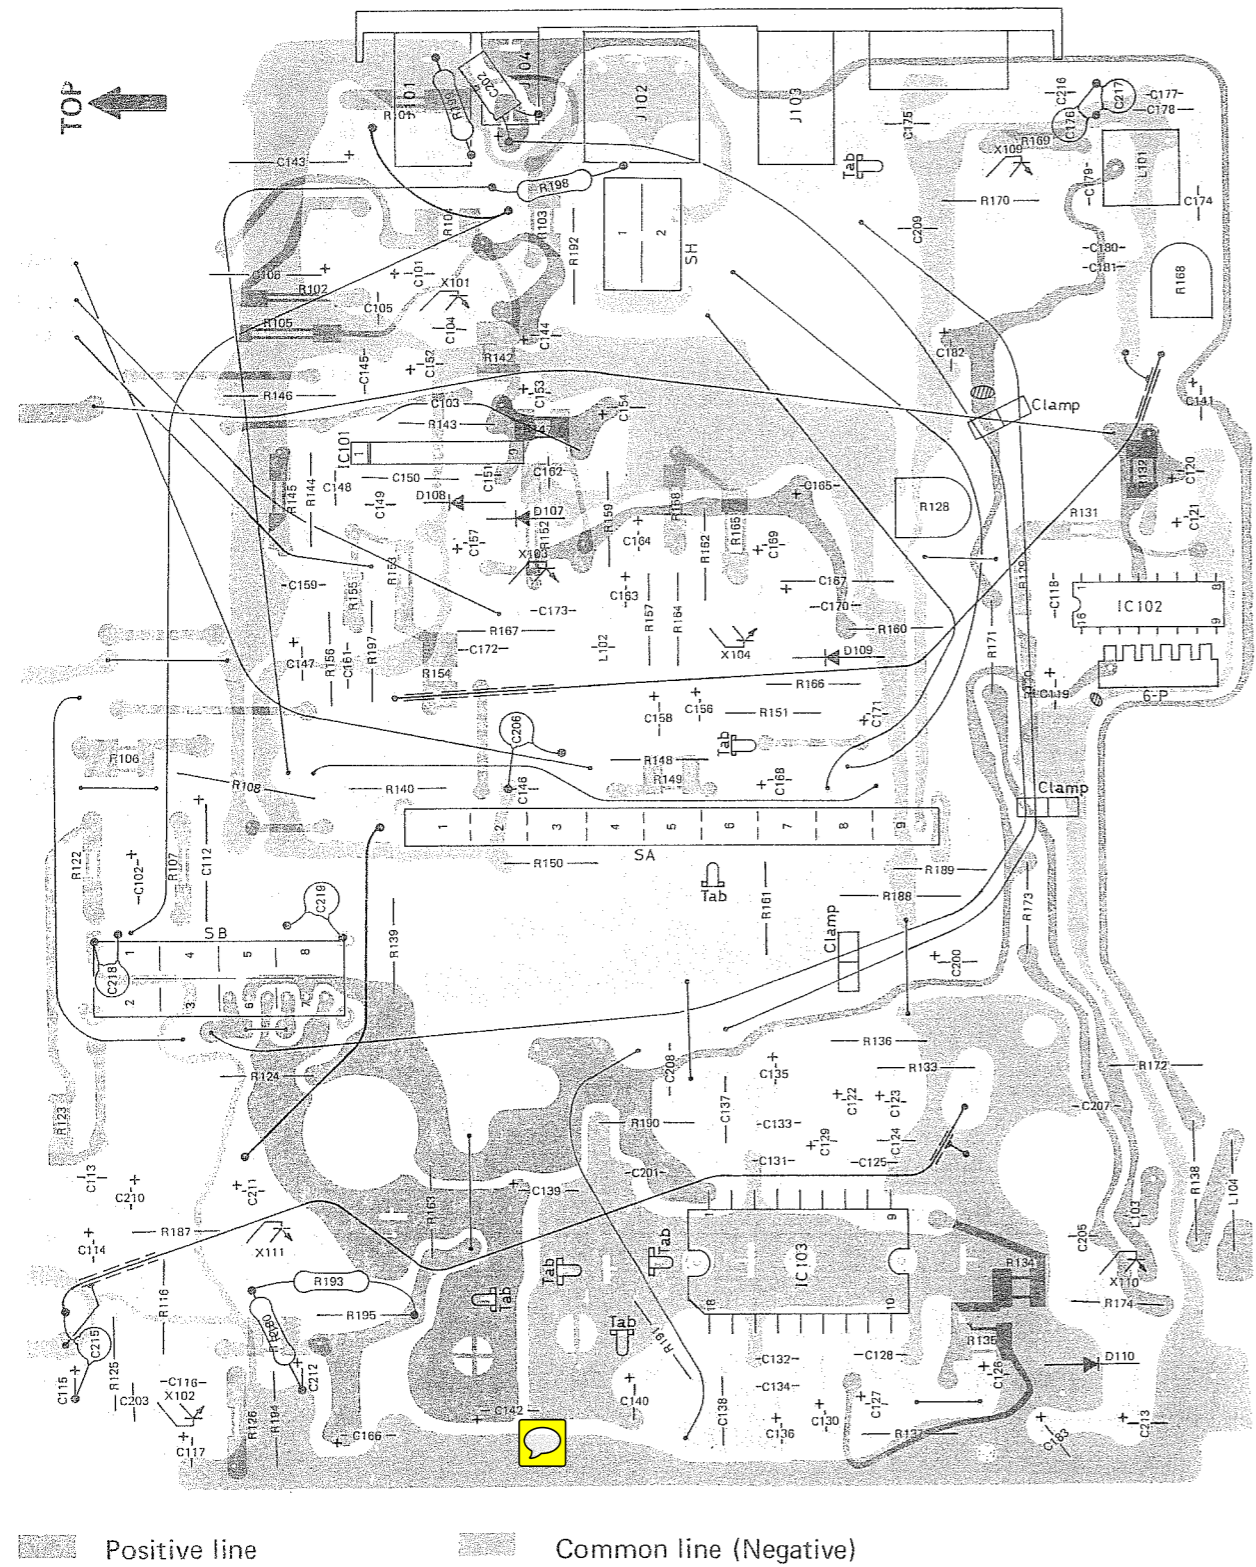 TOP
J101
J104
J102
J103
C202
R101
R198
C143
C175
C216
C176
C217
C177
C178
R169
X109
L101
C179
R170
C174
Tab
C209
R103
R192
1
2
SH
C180
C181
R168
C101
R102
X101
C105
C104
R105
C144
C182
C145
C152
R142
R146
C103
R143
C153
C154
Clamp
C141
IC101
1
9
C150
C151
C162
R145
R144
C148
C149
D108
D107
R152
R159
R168
C165
R128
R132
C120
C121
R131
C164
R162
R165
C169
C159
R155
R153
C163
C173
R157
R164
C167
C170
C118
1
8
IC102
16
9
R167
C172
L102
X104
R160
D109
R171
C147
R156
C161
R197
R154
R166
C119
6-P
C158
C156
R151
C171
C206
Tab
R106
R108
R140
C146
R148
R149
C168
Clamp
1
2
3
4
5
6
7
8
9
SA
R122
C102
R107
C112
R150
R189
R188
Tab
R161
R173
C219
R139
SB
1
4
5
8
2
3
6
7
C218
Clamp
C200
R136
R133
R172
R124
C208
C135
C137
C122
C123
C207
R123
R190
C133
C129
C124
C131
C125
C201
C113
C210
C211
R163
C139
R138
L104
L103
C114
R187
X111
1
9
IC103
18
10
C205
X110
R134
R174
Tab
Tab
Tab
Tab
R116
R193
R195
R191
R135
C215
C115
R125
C203
C116
X102
C117
R126
R194
C212
C166
C142
C140
C138
C132
C134
C136
C130
C128
C127
C126
R137
D110
C183
C213
Positive line
Common line (Negative)